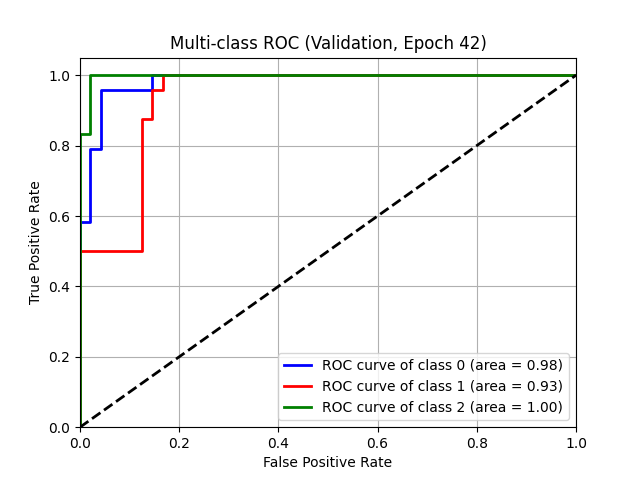 Multi-class ROC (Validation, Epoch 42)
True Positive Rate
1.0
0.8
0.6
0.4
0.2
0.0
ROC curve of class 0 (area = 0.98)
ROC curve of class 1 (area = 0.93)
ROC curve of class 2 (area = 1.00)
0.0 0.2 0.4 0.6 0.8 1.0
False Positive Rate